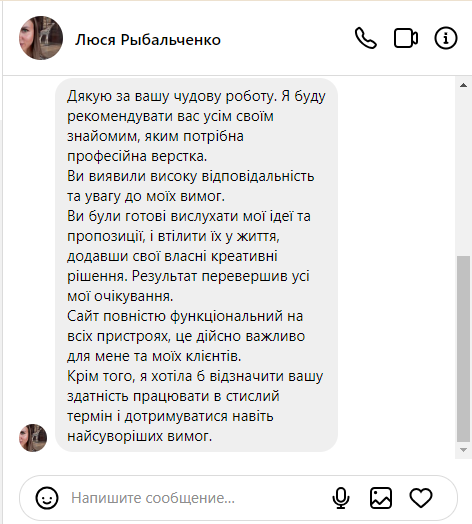 Люся Рыбальченко
Дякую за вашу чудову роботу. Я буду
рекомендувати вас усім своїм
знайомим, яким потрібна
професійна верстка.
Ви виявили високу відповідальність
та увагу до моїх вимог.
Ви були готові вислухати мої ідеї та
пропозиції, і втілити їх у життя,
додавши свої власні креативні
рішення. Результат перевершив усі
мої очікування.
Сайт повністю функціональний на
всіх пристроях, це дійсно важливо
для мене та моїх клієнтів.
Крім того, я хотіла б відзначити вашу
здатність працювати в стислий
термін і дотримуватися навіть
найсуворіших вимог.
Напишите сообщение...